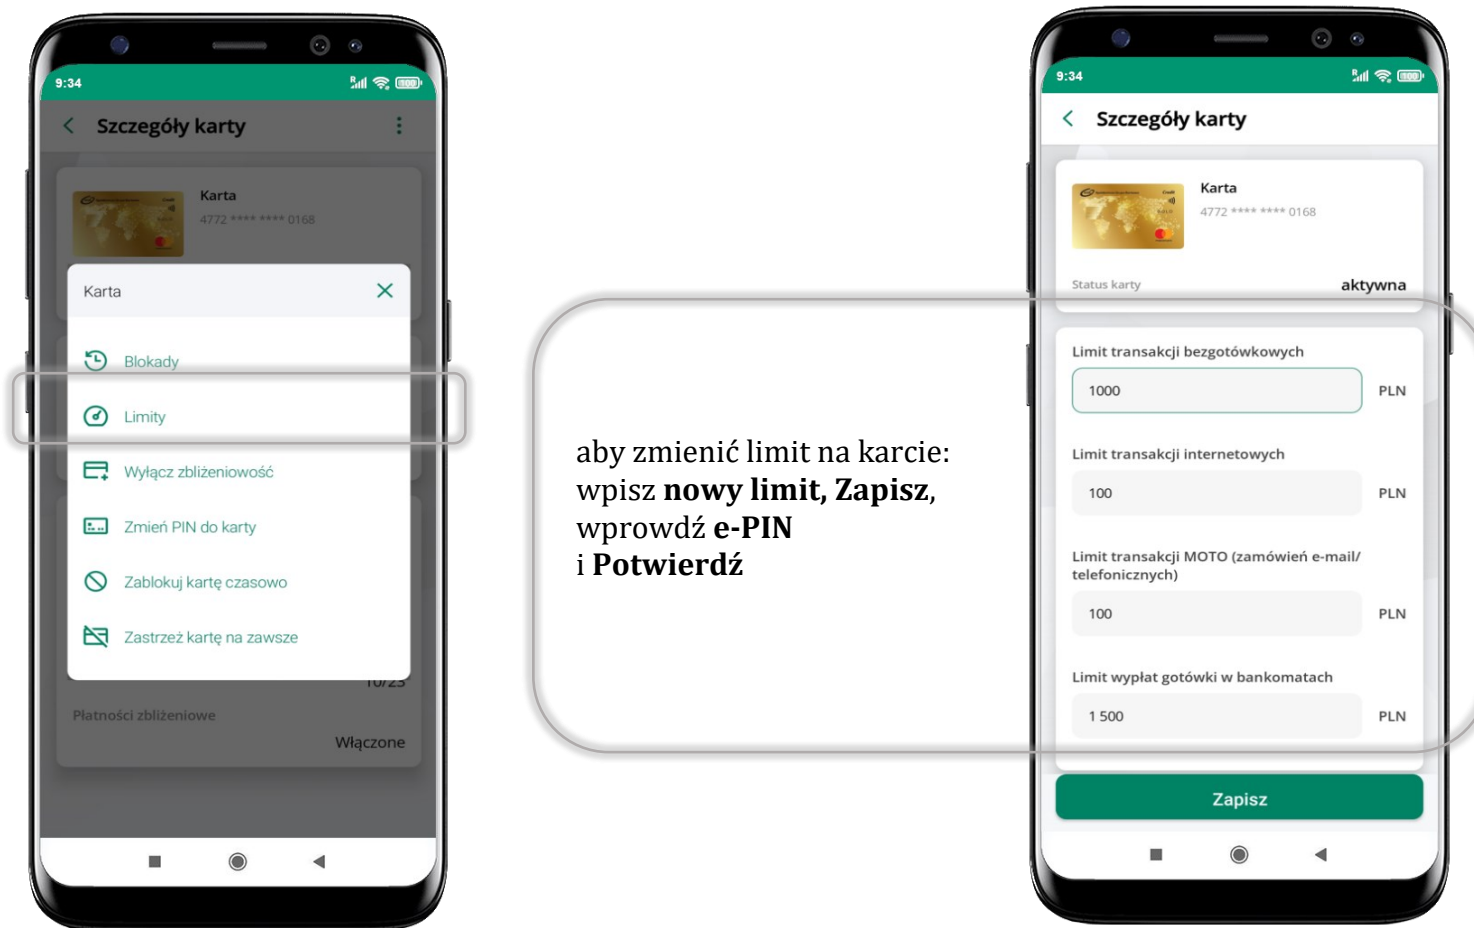 9:34
Szczegóły karty
Karta
4772 **** **** 0168
Karta
Blokady
Limity
Wyłącz zbliżeniowość
Zmień PIN do karty
Zablokuj kartę czasowo
Zastrzeż kartę na zawsze
10/23
Płatności zbliżeniowe
Włączone
aby zmienić limit na karcie:
wpisz nowy limit, Zapisz,
wprowdź e-PIN
i Potwierdź
9:34
Szczegóły karty
Karta
4772 **** **** 0168
Status karty aktywna
Limit transakcji bezgotówkowych
1000 PLN
Limit transakcji internetowych
100 PLN
Limit transakcji MOTO (zamówień e-mail/
telefonicznych)
100 PLN
Limit wypłat gotówki w bankomatach
1 500 PLN
Zapisz